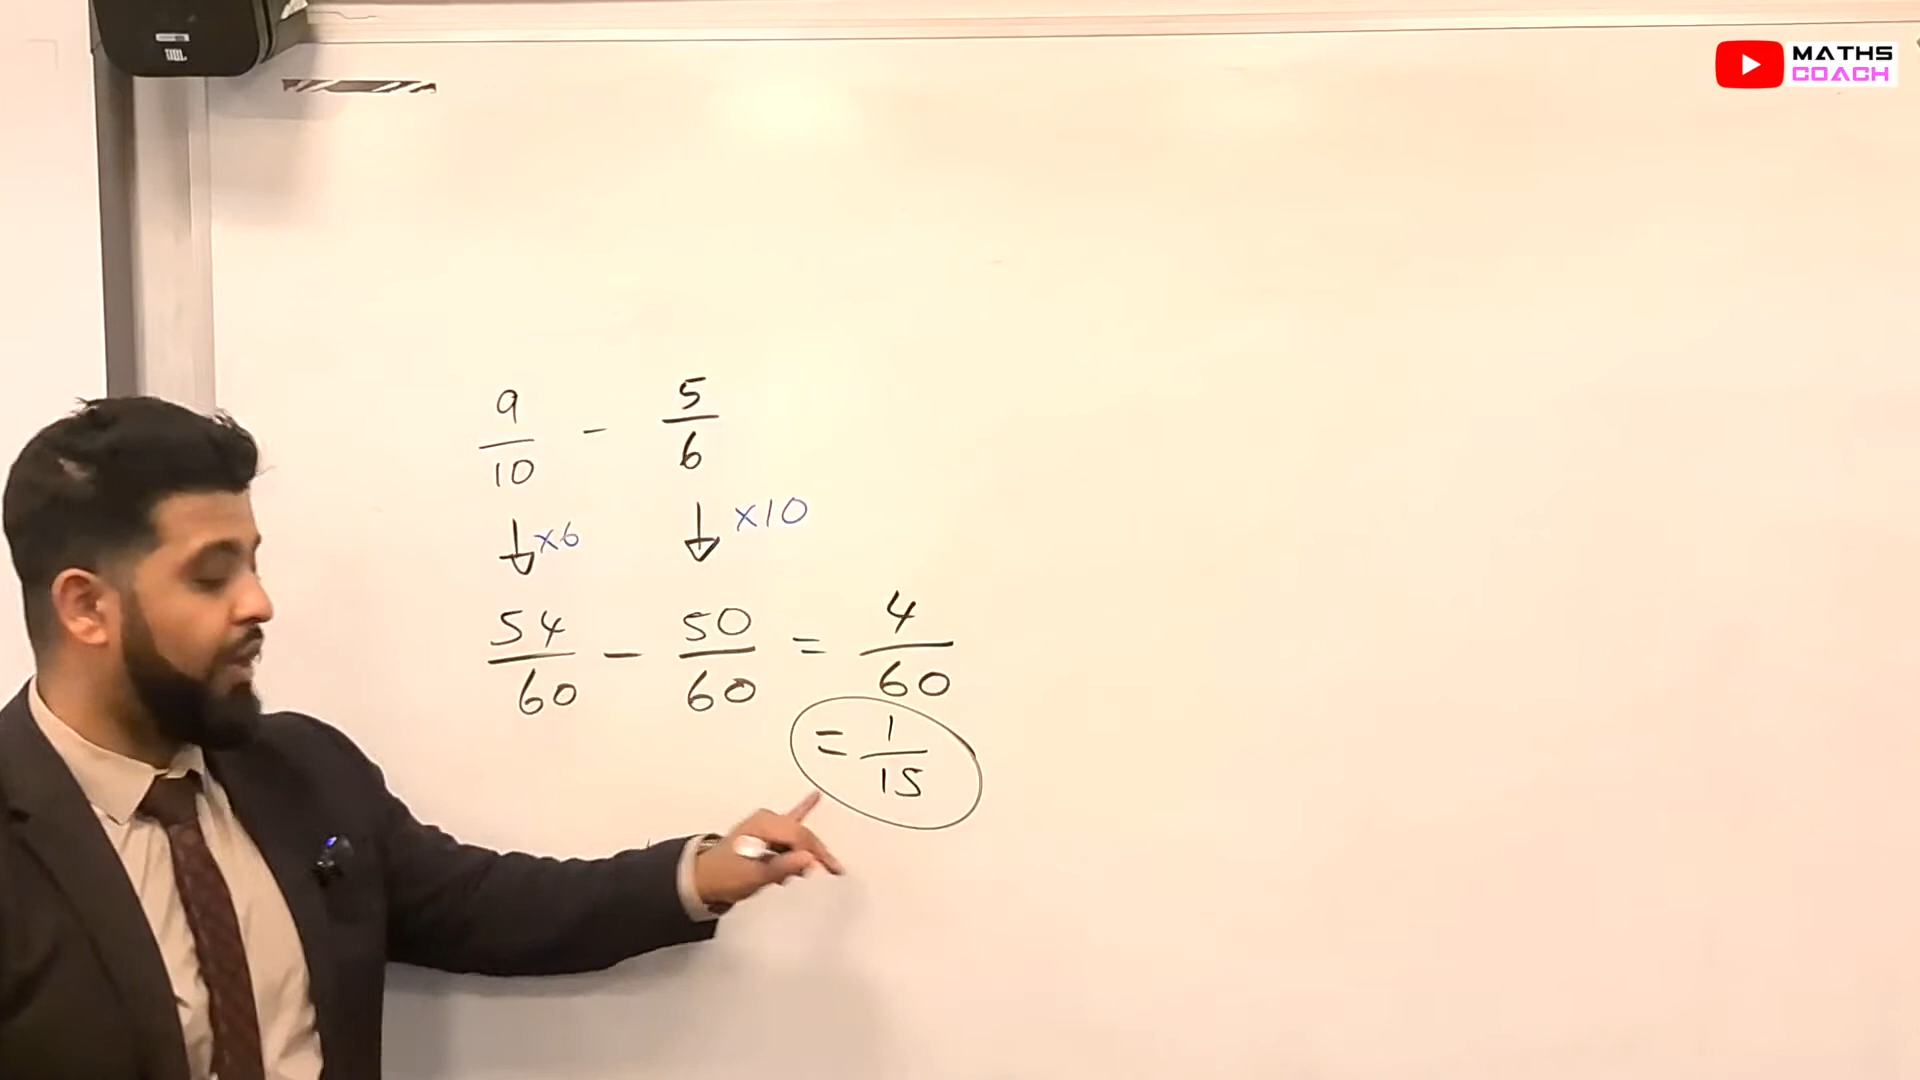 JBL
MATHS
COACH
9/10 - 5/6
↓×6 ↓×10
54/60 - 50/60 = 4/60
= 1/15